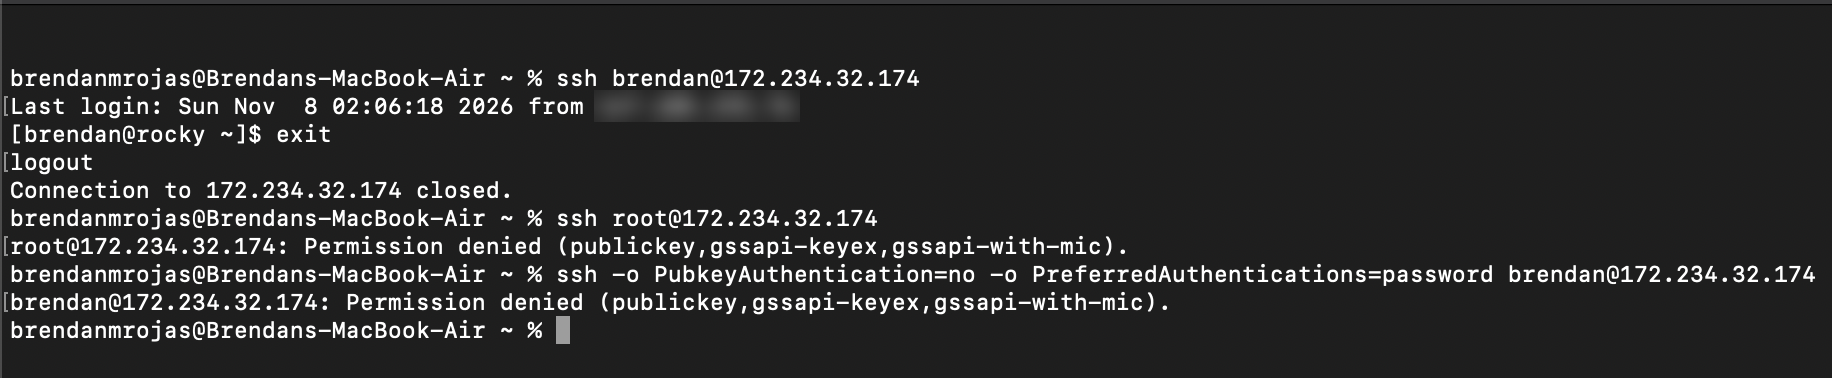 brendanmrojas@Brendans-MacBook-Air ~ % ssh brendan@172.234.32.174
[Last login: Sun Nov  8 02:06:18 2026 from
[brendan@rocky ~]$ exit
[logout
Connection to 172.234.32.174 closed.
brendanmrojas@Brendans-MacBook-Air ~ % ssh root@172.234.32.174
[root@172.234.32.174: Permission denied (publickey,gssapi-keyex,gssapi-with-mic).
brendanmrojas@Brendans-MacBook-Air ~ % ssh -o PubkeyAuthentication=no -o PreferredAuthentications=password brendan@172.234.32.174
[brendan@172.234.32.174: Permission denied (publickey,gssapi-keyex,gssapi-with-mic).
brendanmrojas@Brendans-MacBook-Air ~ %